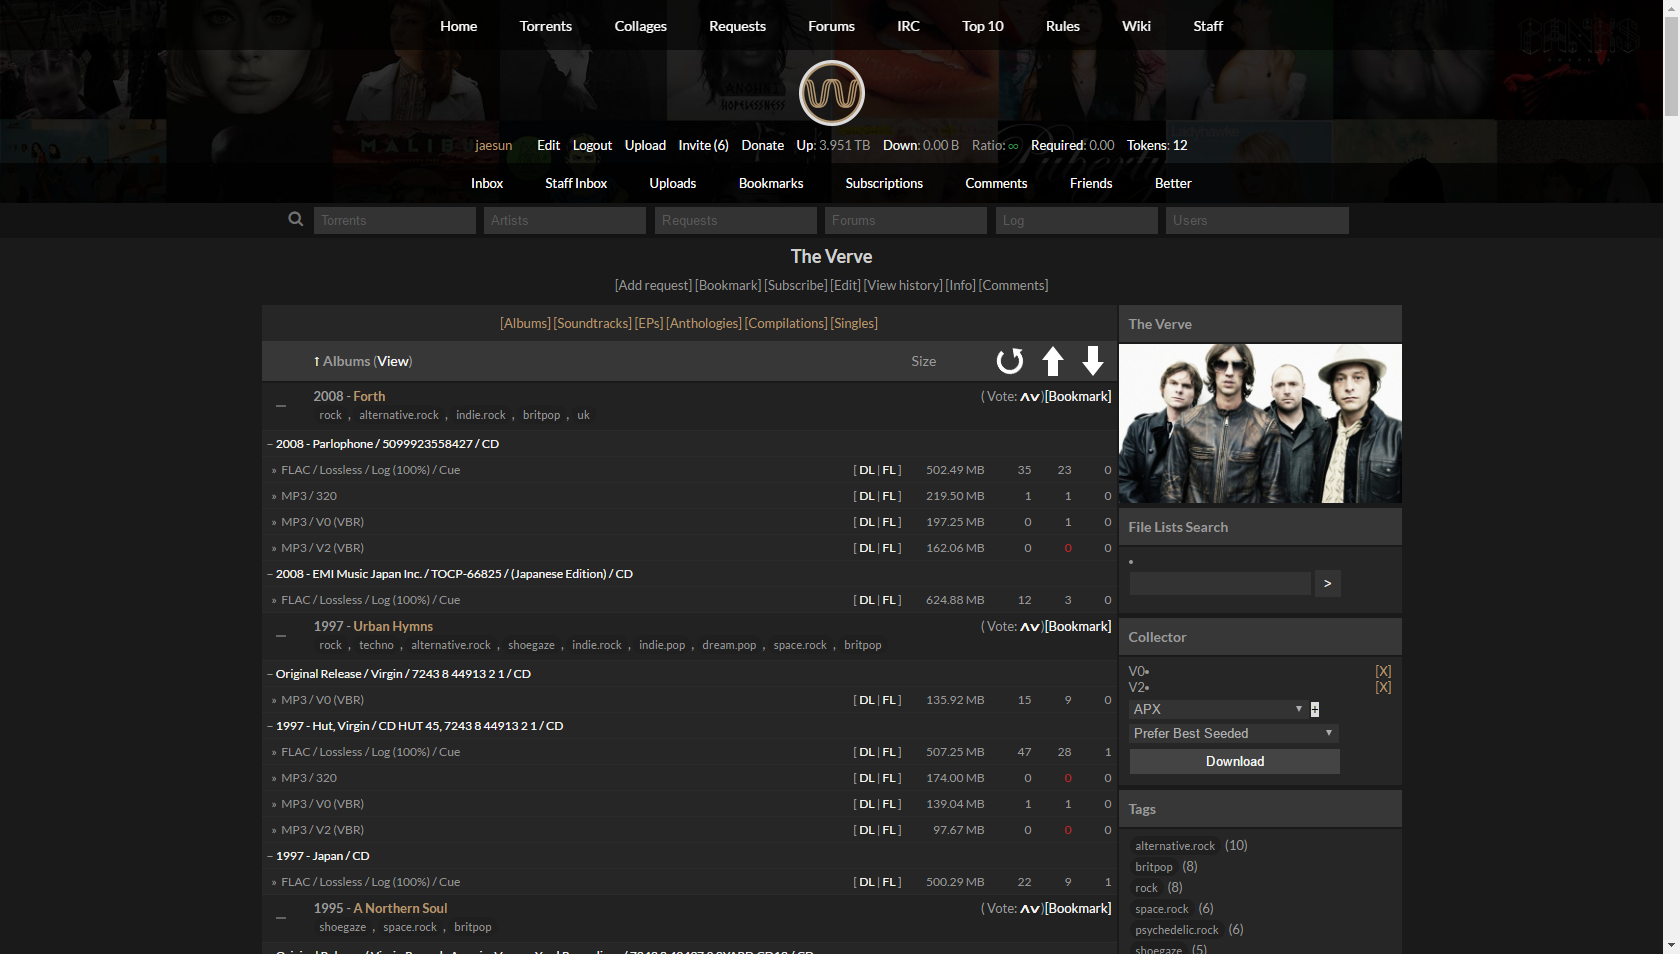 Home Torrents Collages Requests Forums IRC Top 10 Rules Wiki Staff
jaesun Edit Logout Upload Invite (6) Donate Up: 3.951 TB Down: 0.00 B Ratio: ∞ Required: 0.00 Tokens: 12
Inbox Staff Inbox Uploads Bookmarks Subscriptions Comments Friends Better
Torrents Artists Requests Forums Log Users
The Verve
[Add request] [Bookmark] [Subscribe] [Edit] [View history] [Info] [Comments]
[Albums] [Soundtracks] [EPs] [Anthologies] [Compilations] [Singles]
↑ Albums (View) Size
2008 - Forth ( Vote: ʌv ) [Bookmark]
rock , alternative.rock , indie.rock , britpop , uk
– 2008 - Parlophone / 5099923558427 / CD
» FLAC / Lossless / Log (100%) / Cue [ DL | FL ] 502.49 MB 35 23 0
» MP3 / 320 [ DL | FL ] 219.50 MB 1 1 0
» MP3 / V0 (VBR) [ DL | FL ] 197.25 MB 0 1 0
» MP3 / V2 (VBR) [ DL | FL ] 162.06 MB 0 0 0
– 2008 - EMI Music Japan Inc. / TOCP-66825 / (Japanese Edition) / CD
» FLAC / Lossless / Log (100%) / Cue [ DL | FL ] 624.88 MB 12 3 0
1997 - Urban Hymns ( Vote: ʌv ) [Bookmark]
rock , techno , alternative.rock , shoegaze , indie.rock , indie.pop , dream.pop , space.rock , britpop
– Original Release / Virgin / 7243 8 44913 2 1 / CD
» MP3 / V0 (VBR) [ DL | FL ] 135.92 MB 15 9 0
– 1997 - Hut, Virgin / CD HUT 45, 7243 8 44913 2 1 / CD
» FLAC / Lossless / Log (100%) / Cue [ DL | FL ] 507.25 MB 47 28 1
» MP3 / 320 [ DL | FL ] 174.00 MB 0 0 0
» MP3 / V0 (VBR) [ DL | FL ] 139.04 MB 1 1 0
» MP3 / V2 (VBR) [ DL | FL ] 97.67 MB 0 0 0
– 1997 - Japan / CD
» FLAC / Lossless / Log (100%) / Cue [ DL | FL ] 500.29 MB 22 9 1
1995 - A Northern Soul ( Vote: ʌv ) [Bookmark]
shoegaze , space.rock , britpop
The Verve
File Lists Search
>
Collector
V0• [X]
V2• [X]
APX +
Prefer Best Seeded
Download
Tags
alternative.rock (10)
britpop (8)
rock (8)
space.rock (6)
psychedelic.rock (6)
shoegaze (5)